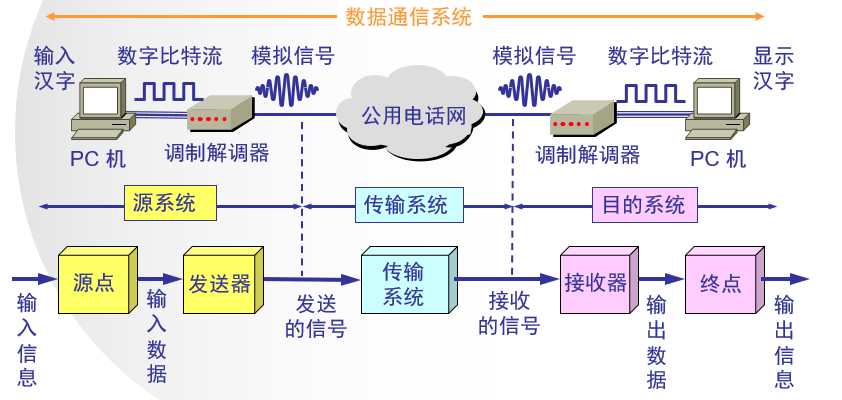 数据通信系统
输入
汉字
数字比特流
模拟信号
模拟信号
数字比特流
显示
汉字
公用电话网
PC 机
调制解调器
调制解调器
PC 机
源系统
传输系统
目的系统
源点
发送器
传输
系统
接收器
终点
输
入
信
息
输
入
数
据
发送
的信号
接收
的信号
输
出
数
据
输
出
信
息